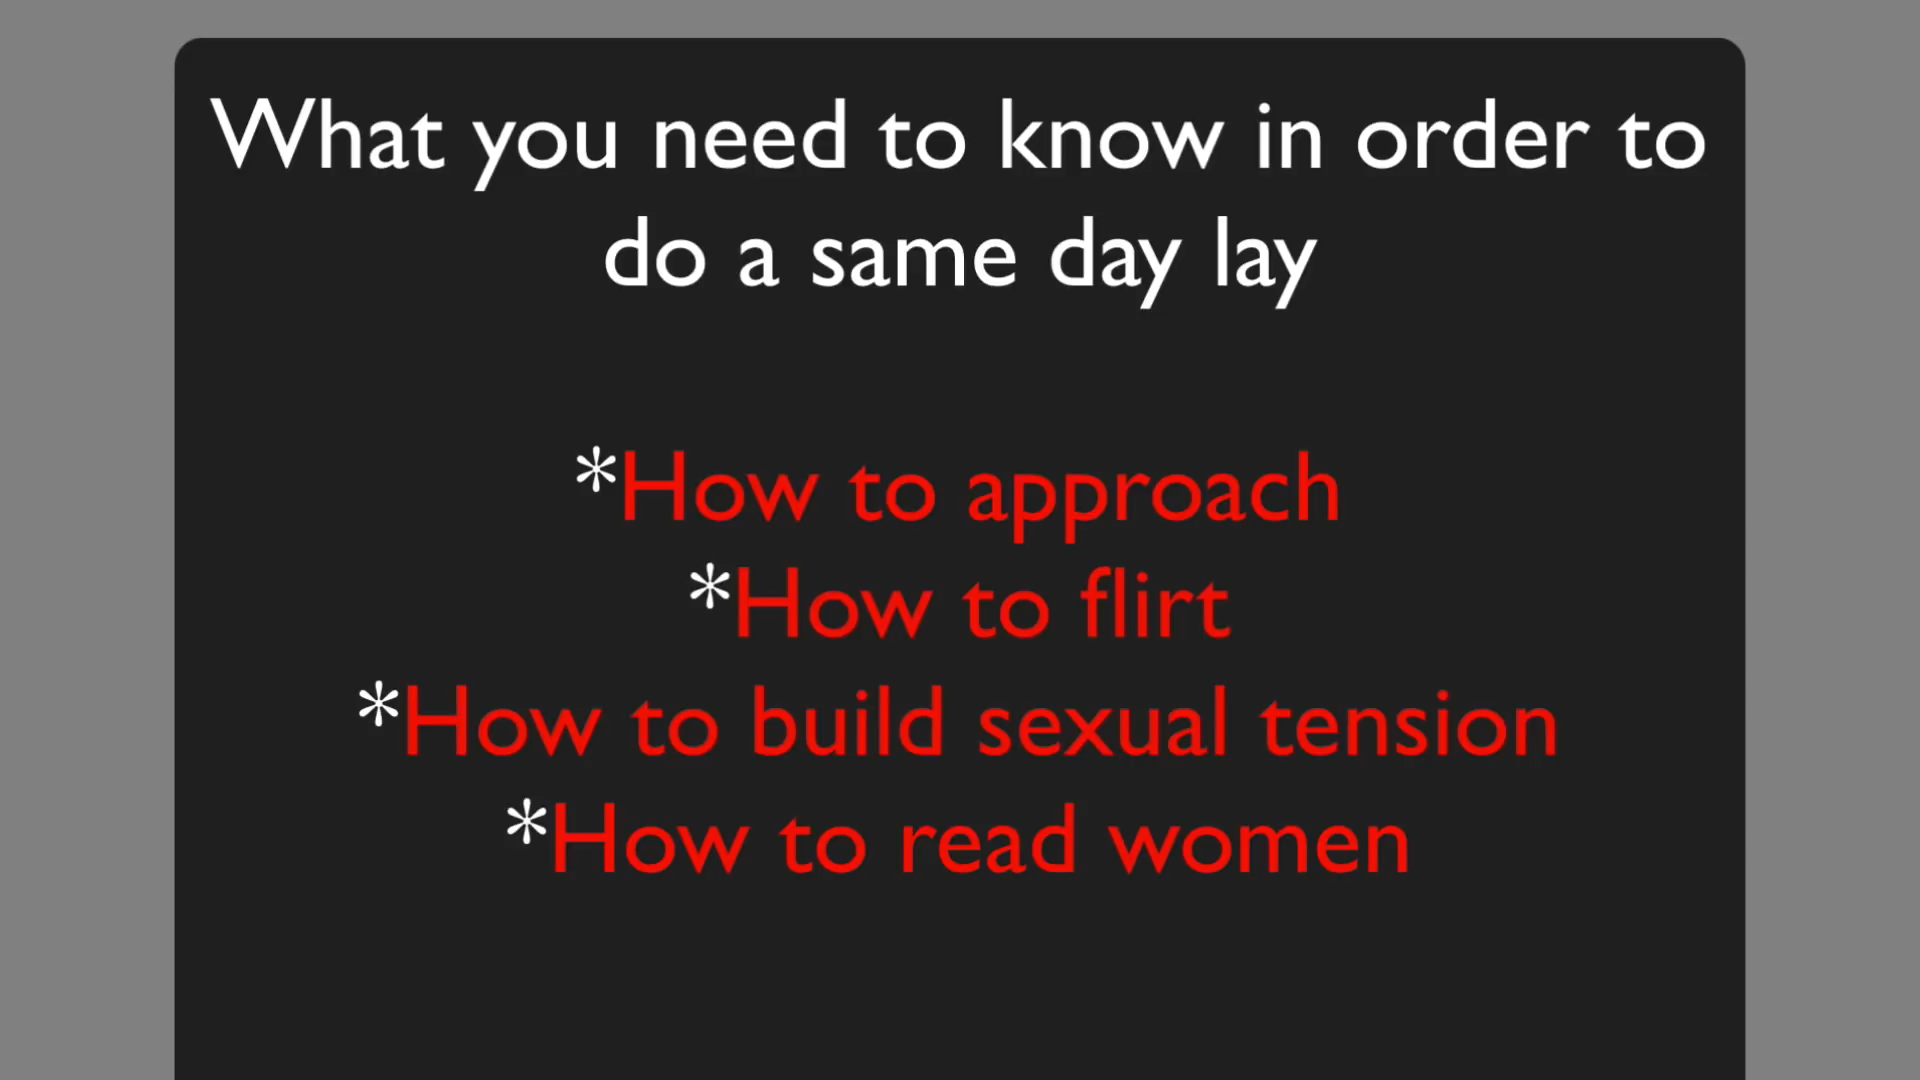 What you need to know in order to
do a same day lay
*How to approach
*How to flirt
*How to build sexual tension
*How to read women